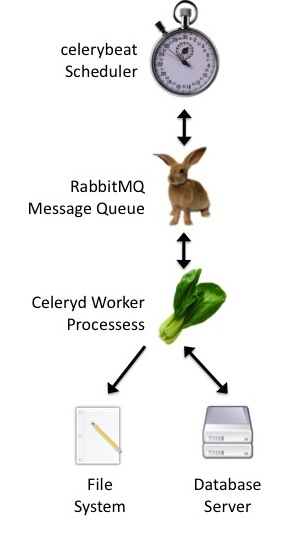 celerybeat
Scheduler
RabbitMQ
Message Queue
Celeryd Worker
Processess
File
System
Database
Server